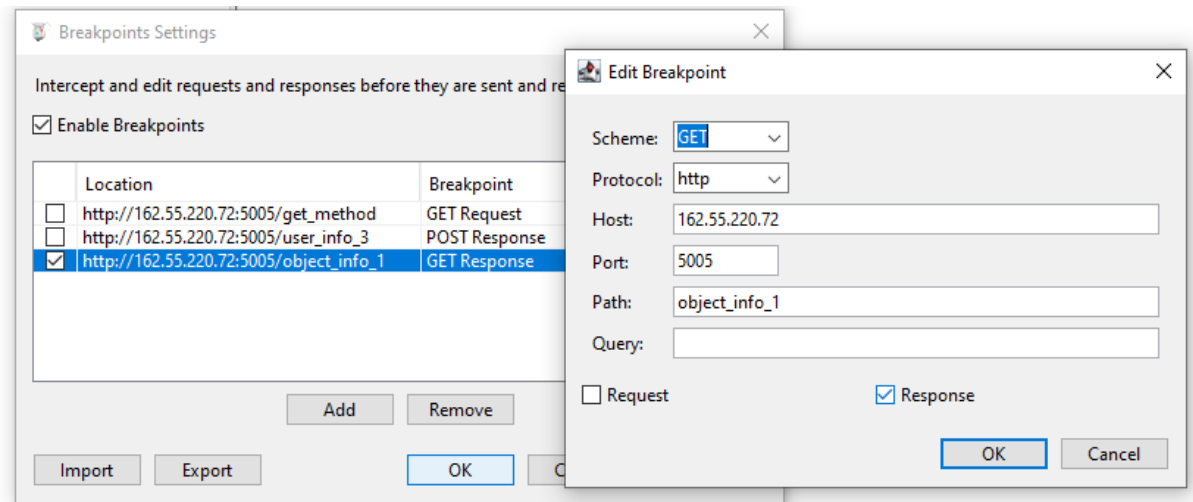 Breakpoints Settings
Intercept and edit requests and responses before they are sent and re
Enable Breakpoints
Location Breakpoint
http://162.55.220.72:5005/get_method GET Request
http://162.55.220.72:5005/user_info_3 POST Response
http://162.55.220.72:5005/object_info_1 GET Response
Add Remove
Import Export OK C
Edit Breakpoint
Scheme: GET
Protocol: http
Host: 162.55.220.72
Port: 5005
Path: object_info_1
Query:
Request Response
OK Cancel